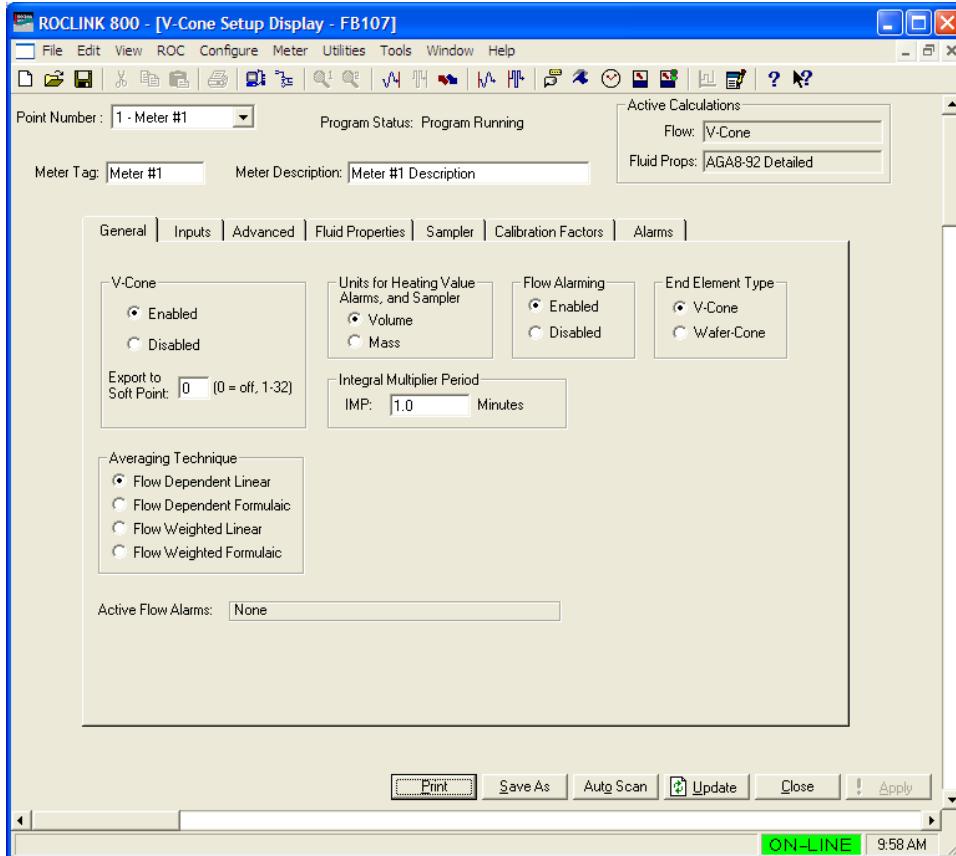 ROCLINK 800 - [V-Cone Setup Display - FB107]
File Edit View ROC Configure Meter Utilities Tools Window Help
Point Number : 1 - Meter #1
Program Status: Program Running
Active Calculations
Flow: V-Cone
Fluid Props: AGA8-92 Detailed
Meter Tag: Meter #1
Meter Description: Meter #1 Description
General Inputs Advanced Fluid Properties Sampler Calibration Factors Alarms
V-Cone
Enabled
Disabled
Export to
Soft Point: 0 (0 = off, 1-32)
Units for Heating Value
Alarms, and Sampler
Volume
Mass
Flow Alarming
Enabled
Disabled
End Element Type
V-Cone
Wafer-Cone
Integral Multiplier Period
IMP: 1.0 Minutes
Averaging Technique
Flow Dependent Linear
Flow Dependent Formulaic
Flow Weighted Linear
Flow Weighted Formulaic
Active Flow Alarms: None
Print Save As Auto Scan Update Close ! Apply
ON-LINE 9:58 AM